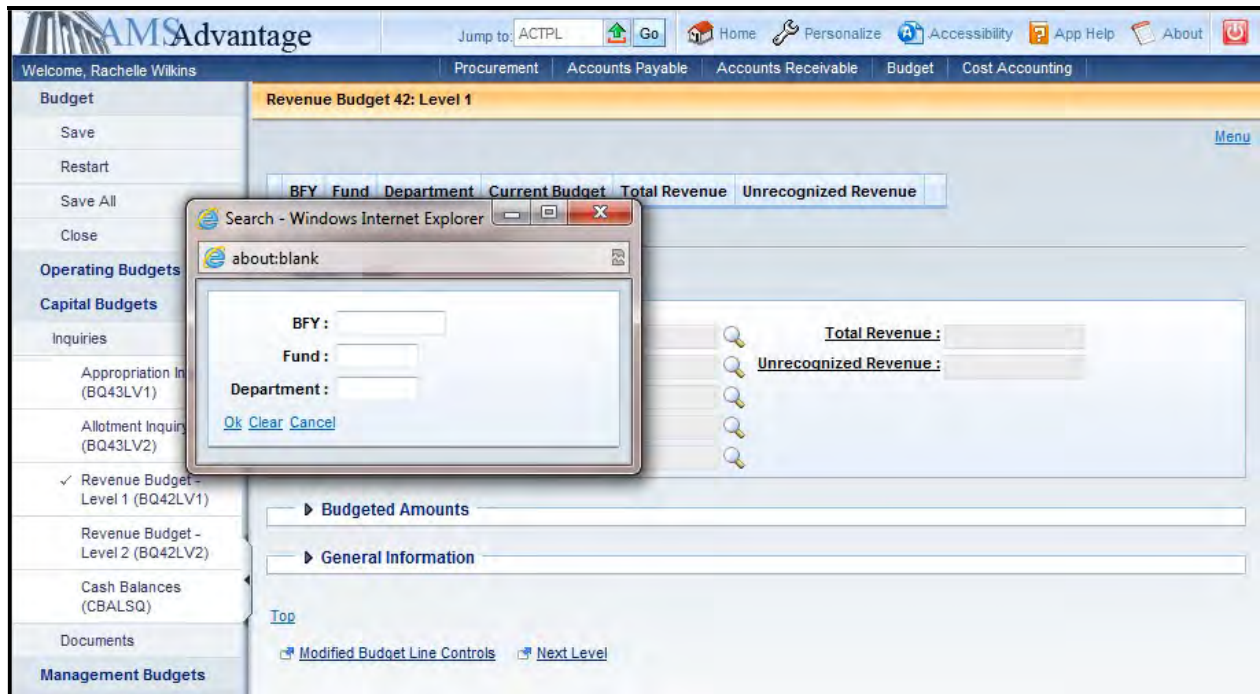 AMSAdvantage
Jump to: ACTPL Go Home Personalize Accessibility App Help About
Welcome, Rachelle Wilkins
Procurement Accounts Payable Accounts Receivable Budget Cost Accounting
Budget
Save
Restart
Save All
Close
Operating Budgets
Capital Budgets
Inquiries
Appropriation In
(BQ43LV1)
Allotment Inquiry
(BQ43LV2)
✓ Revenue Budget -
Level 1 (BQ42LV1)
Revenue Budget -
Level 2 (BQ42LV2)
Cash Balances
(CBALSQ)
Documents
Management Budgets
Revenue Budget 42: Level 1
Menu
BFY Fund Department Current Budget Total Revenue Unrecognized Revenue
Search - Windows Internet Explorer
about:blank
BFY :
Fund :
Department :
Ok Clear Cancel
Total Revenue :
Unrecognized Revenue :
Budgeted Amounts
General Information
Top
Modified Budget Line Controls Next Level